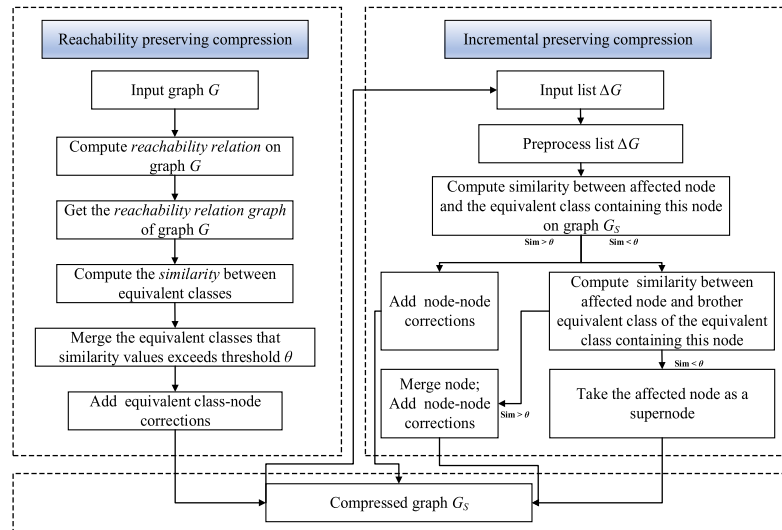 Reachability preserving compression
Input graph G
Compute reachability relation on
graph G
Get the reachability relation graph
of graph G
Compute the similarity between
equivalent classes
Merge the equivalent classes that
similarity values exceeds threshold θ
Add equivalent class-node
corrections
Incremental preserving compression
Input list ΔG
Preprocess list ΔG
Compute similarity between affected node
and the equivalent class containing this node
on graph G_S
Sim > θ
Sim < θ
Add node-node
corrections
Compute similarity between
affected node and brother
equivalent class of the equivalent
class containing this node
Sim < θ
Merge node;
Add node-node
corrections
Sim > θ
Take the affected node as a
supernode
Compressed graph G_S